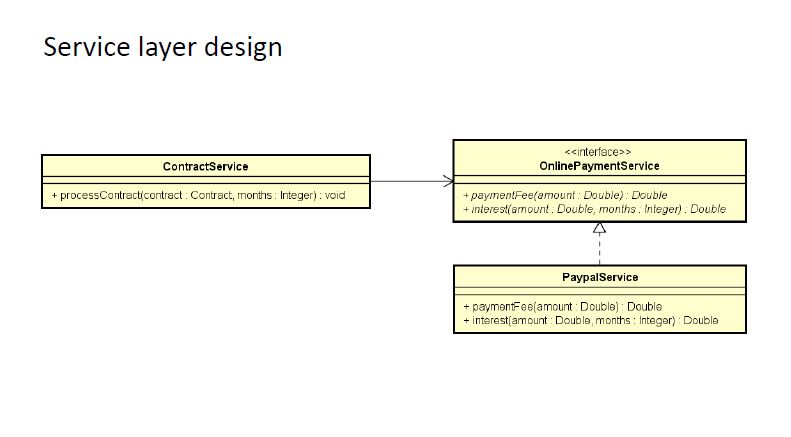 Service layer design
ContractService
+ processContract(contract : Contract, months : Integer) : void
<<interface>>
OnlinePaymentService
+ paymentFee(amount : Double) : Double
+ interest(amount : Double, months : Integer) : Double
PaypalService
+ paymentFee(amount : Double) : Double
+ interest(amount : Double, months : Integer) : Double